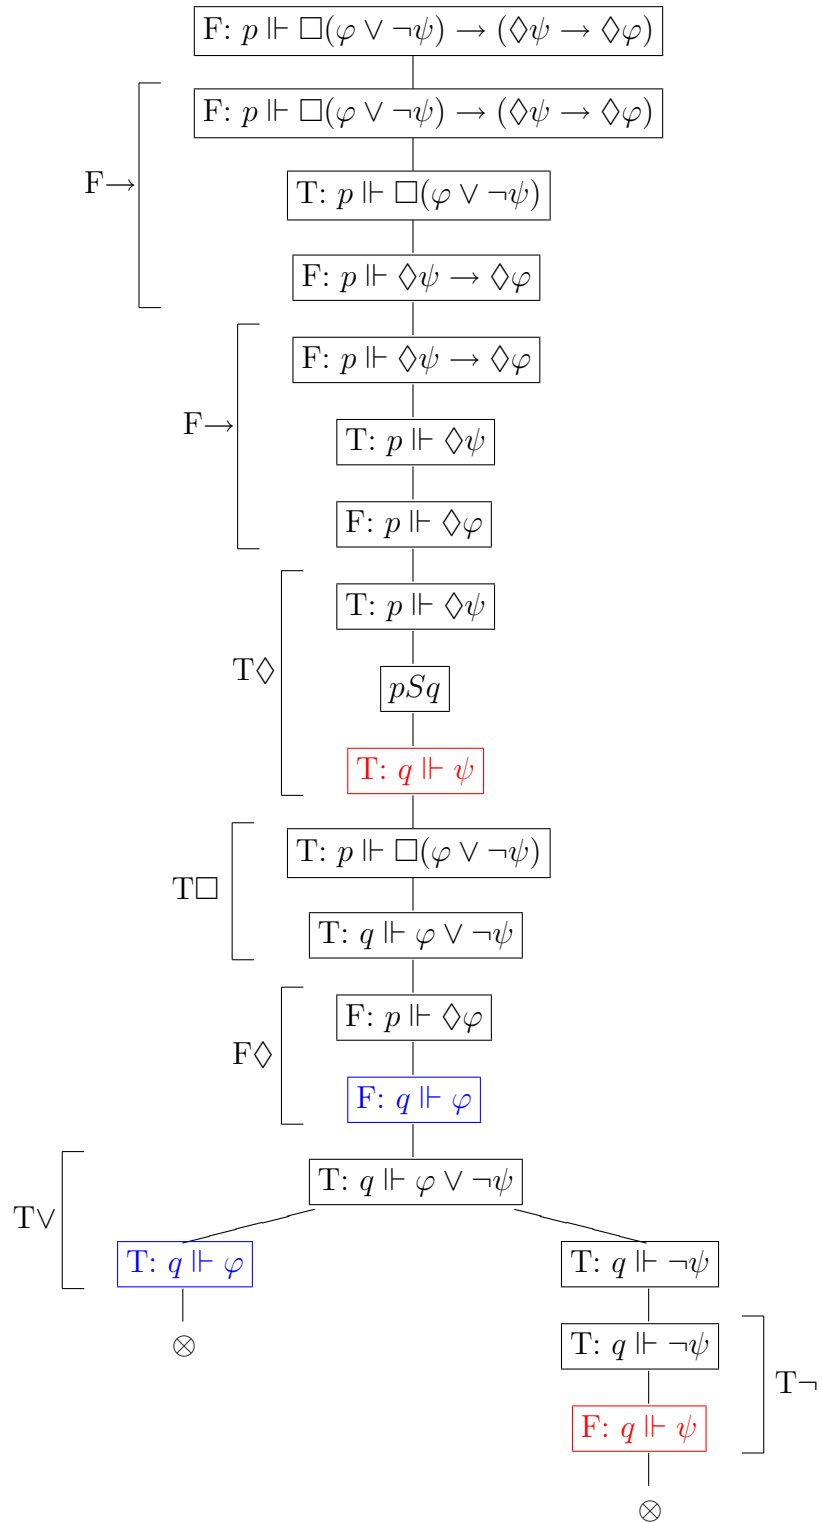 F: p ⊩ □(φ ∨ ¬ψ) → (◊ψ → ◊φ)
F: p ⊩ □(φ ∨ ¬ψ) → (◊ψ → ◊φ)
F→
T: p ⊩ □(φ ∨ ¬ψ)
F: p ⊩ ◊ψ → ◊φ
F: p ⊩ ◊ψ → ◊φ
F→
T: p ⊩ ◊ψ
F: p ⊩ ◊φ
T: p ⊩ ◊ψ
T◊
pSq
T: q ⊩ ψ
T: p ⊩ □(φ ∨ ¬ψ)
T□
T: q ⊩ φ ∨ ¬ψ
F: p ⊩ ◊φ
F◊
F: q ⊩ φ
T: q ⊩ φ ∨ ¬ψ
T∨
T: q ⊩ φ T: q ⊩ ¬ψ
⊗ T: q ⊩ ¬ψ
T¬
F: q ⊩ ψ
⊗